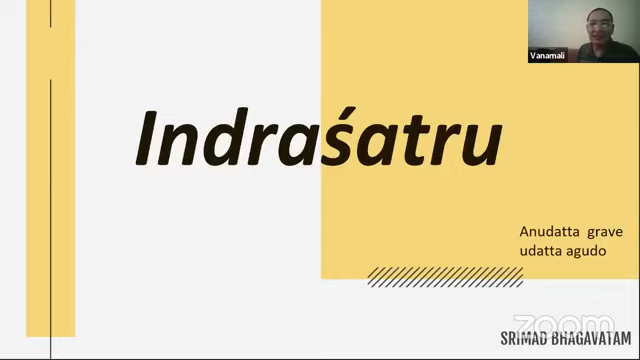 Vanamali
Indraśatru
Anudatta grave
udatta agudo
zoom
SRIMAD BHAGAVATAM